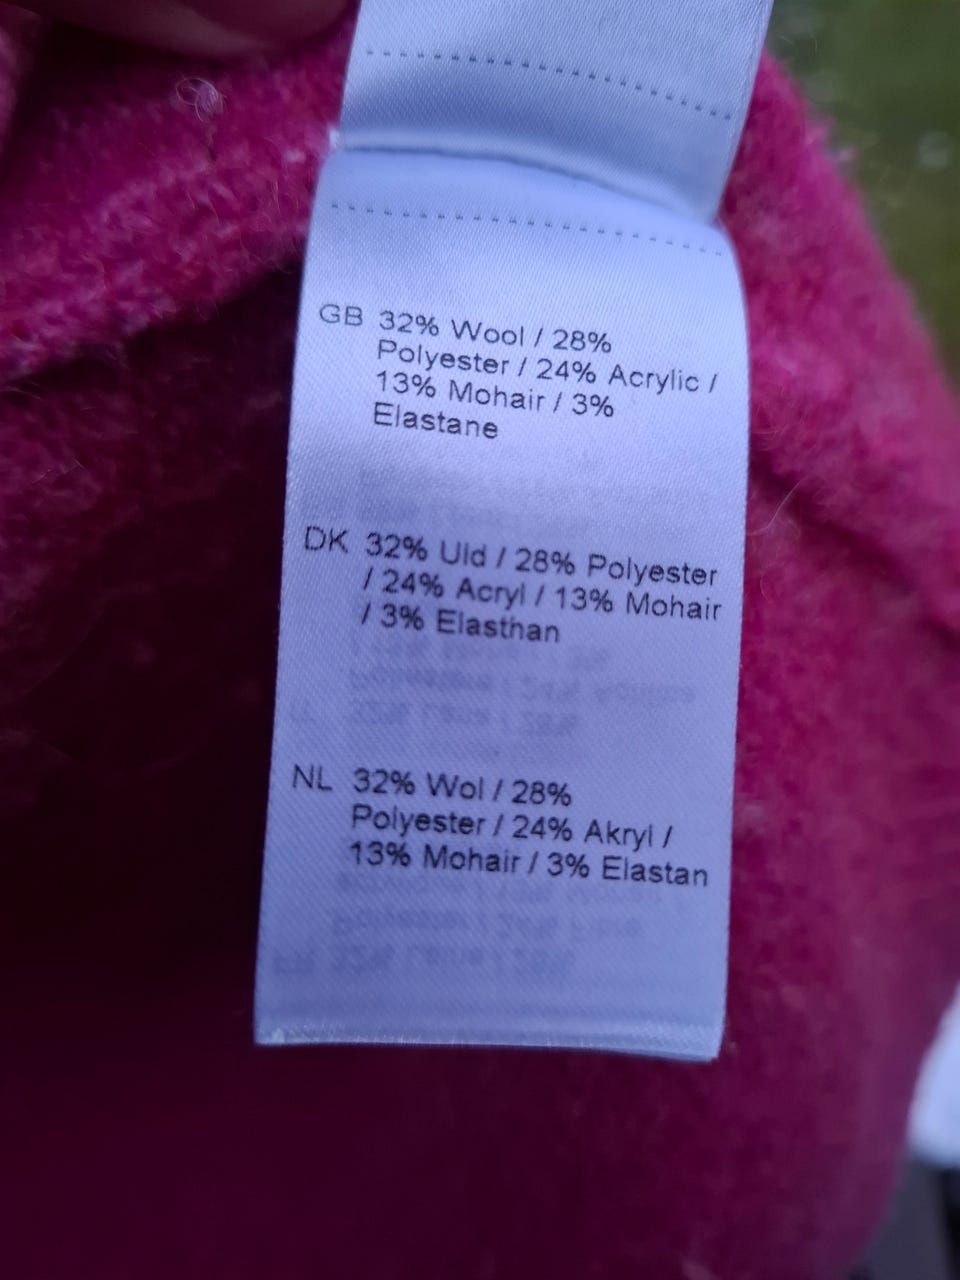 GB 32% Wool / 28%
Polyester / 24% Acrylic /
13% Mohair / 3%
Elastane
DK 32% Uld / 28% Polyester
/ 24% Acryl / 13% Mohair
/ 3% Elasthan
NL 32% Wol / 28%
Polyester / 24% Akryl /
13% Mohair / 3% Elastan